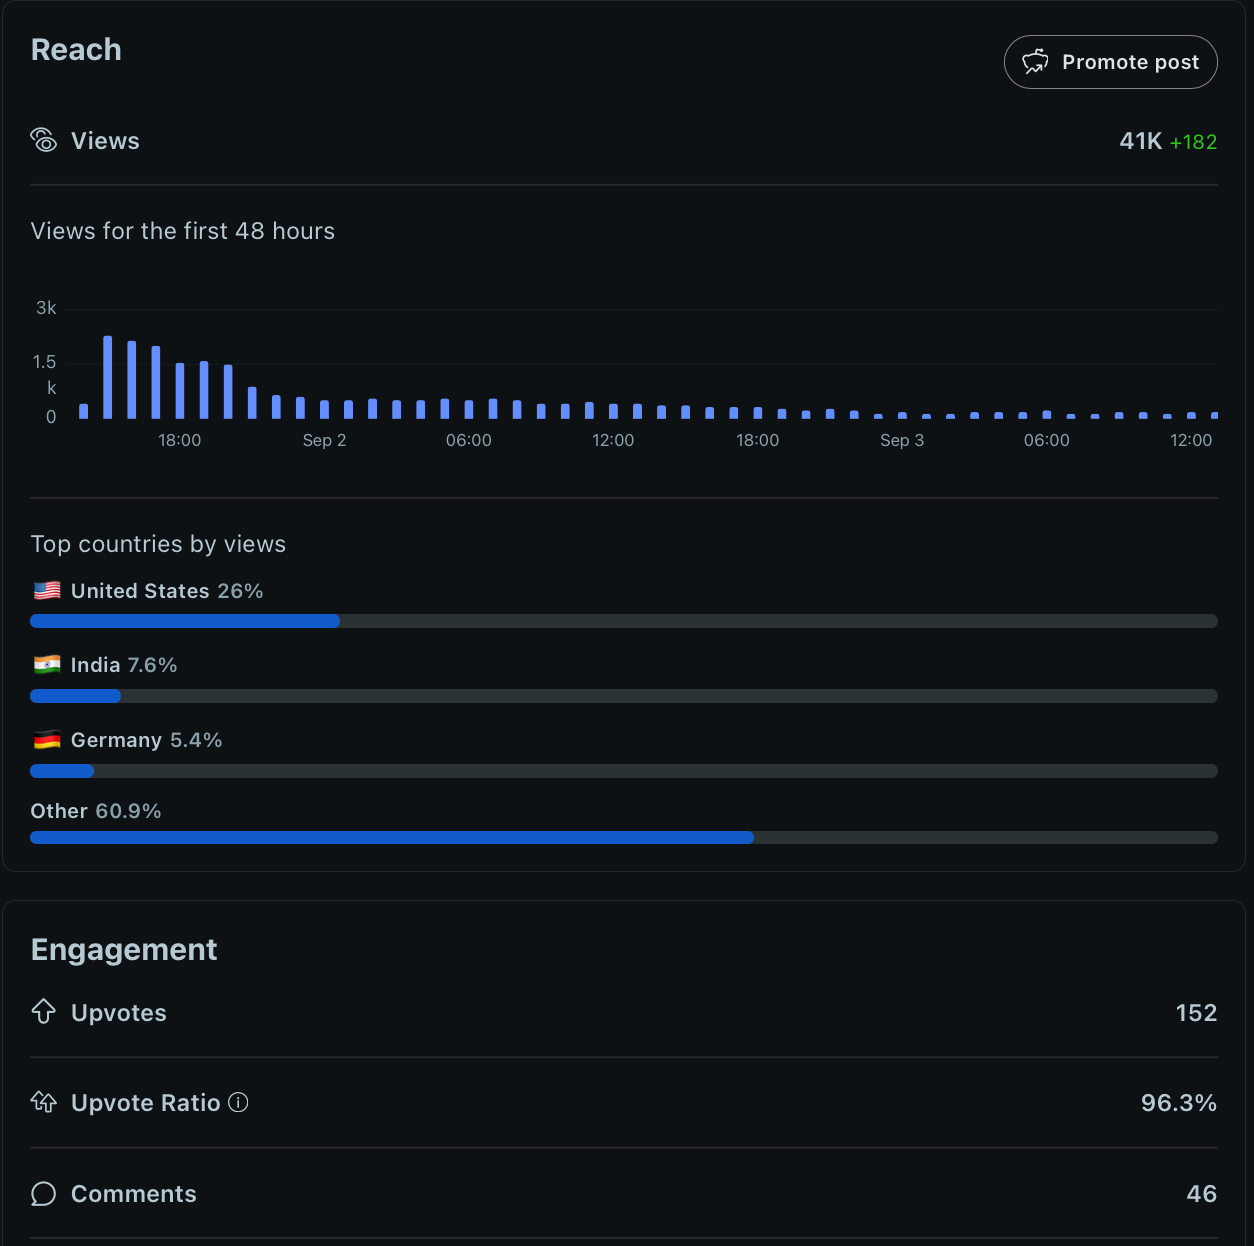 Reach
Promote post
Views
41K +182
Views for the first 48 hours
3k
1.5
k
0
18:00 Sep 2 06:00 12:00 18:00 Sep 3 06:00 12:00
Top countries by views
United States 26%
India 7.6%
Germany 5.4%
Other 60.9%
Engagement
Upvotes
152
Upvote Ratio
96.3%
Comments
46